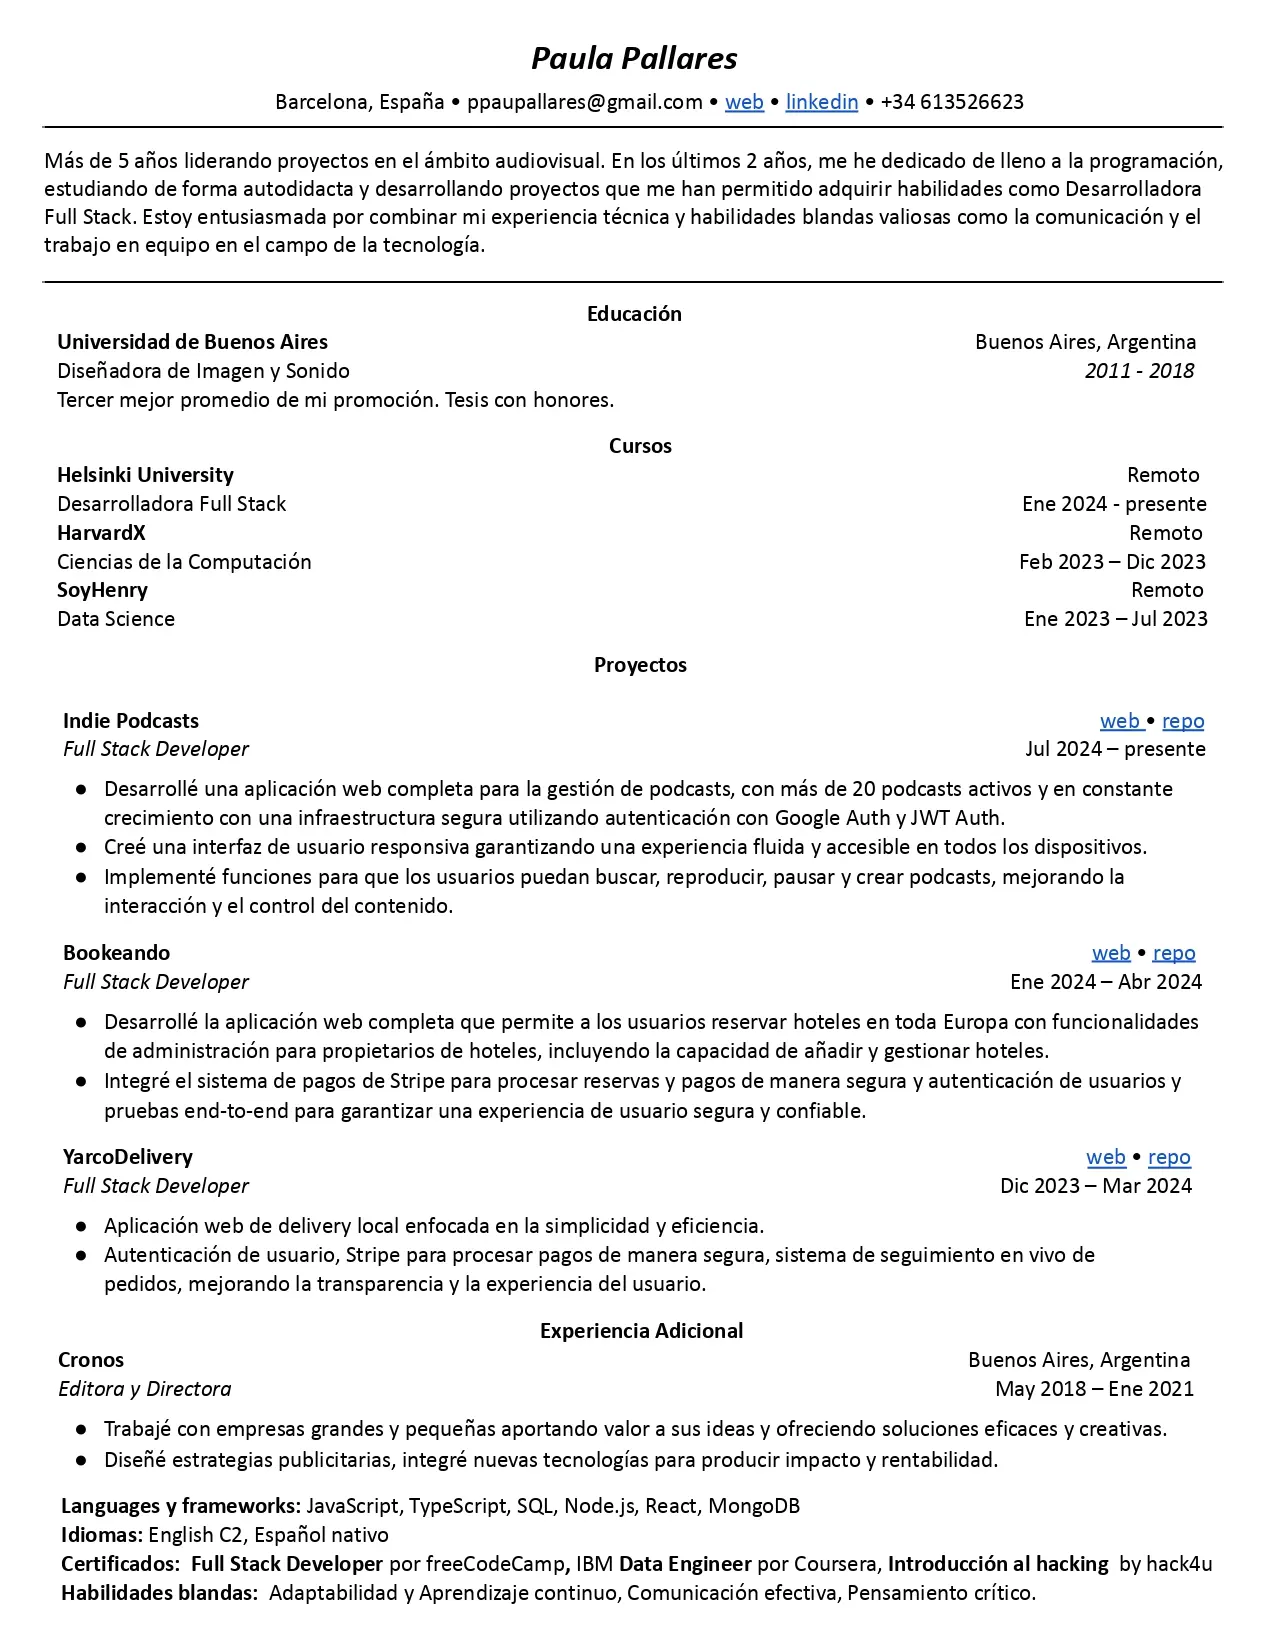 Paula Pallares
Barcelona, España • ppaupallares@gmail.com • web • linkedin • +34 613526623
Más de 5 años liderando proyectos en el ámbito audiovisual. En los últimos 2 años, me he dedicado de lleno a la programación,
estudiando de forma autodidacta y desarrollando proyectos que me han permitido adquirir habilidades como Desarrolladora
Full Stack. Estoy entusiasmada por combinar mi experiencia técnica y habilidades blandas valiosas como la comunicación y el
trabajo en equipo en el campo de la tecnología.
Educación
Universidad de Buenos Aires Buenos Aires, Argentina
Diseñadora de Imagen y Sonido 2011 - 2018
Tercer mejor promedio de mi promoción. Tesis con honores.
Cursos
Helsinki University Remoto
Desarrolladora Full Stack Ene 2024 - presente
HarvardX Remoto
Ciencias de la Computación Feb 2023 – Dic 2023
SoyHenry Remoto
Data Science Ene 2023 – Jul 2023
Proyectos
Indie Podcasts web • repo
Full Stack Developer Jul 2024 – presente
● Desarrollé una aplicación web completa para la gestión de podcasts, con más de 20 podcasts activos y en constante
crecimiento con una infraestructura segura utilizando autenticación con Google Auth y JWT Auth.
● Creé una interfaz de usuario responsiva garantizando una experiencia fluida y accesible en todos los dispositivos.
● Implementé funciones para que los usuarios puedan buscar, reproducir, pausar y crear podcasts, mejorando la
interacción y el control del contenido.
Bookeando web • repo
Full Stack Developer Ene 2024 – Abr 2024
● Desarrollé la aplicación web completa que permite a los usuarios reservar hoteles en toda Europa con funcionalidades
de administración para propietarios de hoteles, incluyendo la capacidad de añadir y gestionar hoteles.
● Integré el sistema de pagos de Stripe para procesar reservas y pagos de manera segura y autenticación de usuarios y
pruebas end-to-end para garantizar una experiencia de usuario segura y confiable.
YarcoDelivery web • repo
Full Stack Developer Dic 2023 – Mar 2024
● Aplicación web de delivery local enfocada en la simplicidad y eficiencia.
● Autenticación de usuario, Stripe para procesar pagos de manera segura, sistema de seguimiento en vivo de
pedidos, mejorando la transparencia y la experiencia del usuario.
Experiencia Adicional
Cronos Buenos Aires, Argentina
Editora y Directora May 2018 – Ene 2021
● Trabajé con empresas grandes y pequeñas aportando valor a sus ideas y ofreciendo soluciones eficaces y creativas.
● Diseñé estrategias publicitarias, integré nuevas tecnologías para producir impacto y rentabilidad.
Languages y frameworks: JavaScript, TypeScript, SQL, Node.js, React, MongoDB
Idiomas: English C2, Español nativo
Certificados: Full Stack Developer por freeCodeCamp, IBM Data Engineer por Coursera, Introducción al hacking by hack4u
Habilidades blandas: Adaptabilidad y Aprendizaje continuo, Comunicación efectiva, Pensamiento crítico.